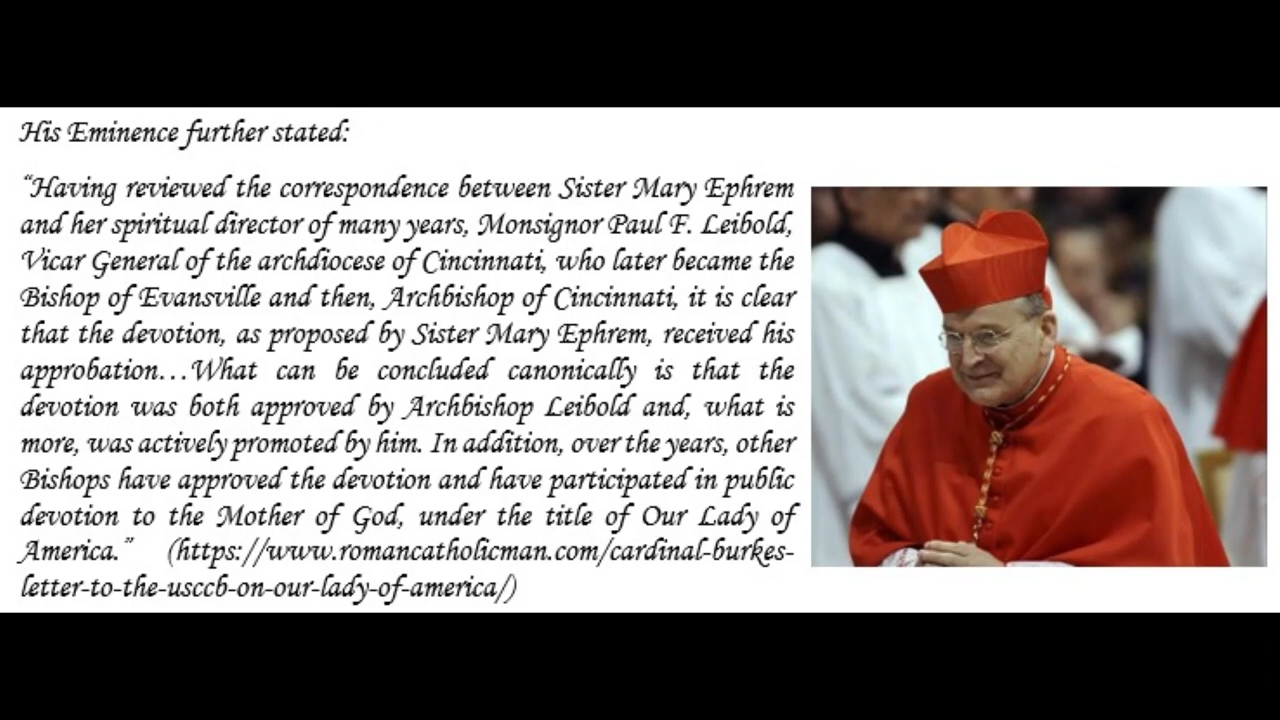 His Eminence further stated:
“Having reviewed the correspondence between Sister Mary Ephrem
and her spiritual director of many years, Monsignor Paul F. Leibold,
Vicar General of the archdiocese of Cincinnati, who later became the
Bishop of Evansville and then, Archbishop of Cincinnati, it is clear
that the devotion, as proposed by Sister Mary Ephrem, received his
approbation…What can be concluded canonically is that the
devotion was both approved by Archbishop Leibold and, what is
more, was actively promoted by him. In addition, over the years, other
Bishops have approved the devotion and have participated in public
devotion to the Mother of God, under the title of Our Lady of
America.” (https://www.romancatholicman.com/cardinal-burkes-
letter-to-the-usccb-on-our-lady-of-america/)